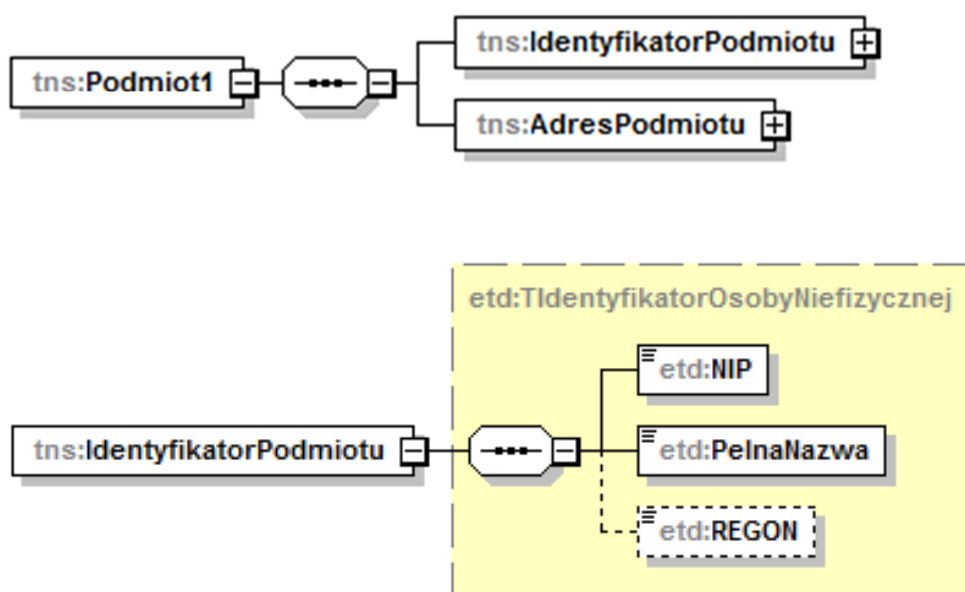 tns:IdentyfikatorPodmiotu
tns:Podmiot1
tns:AdresPodmiotu
etd:TIdentyfikatorOsobyNiefizycznej
etd:NIP
tns:IdentyfikatorPodmiotu
etd:PelnaNazwa
etd:REGON